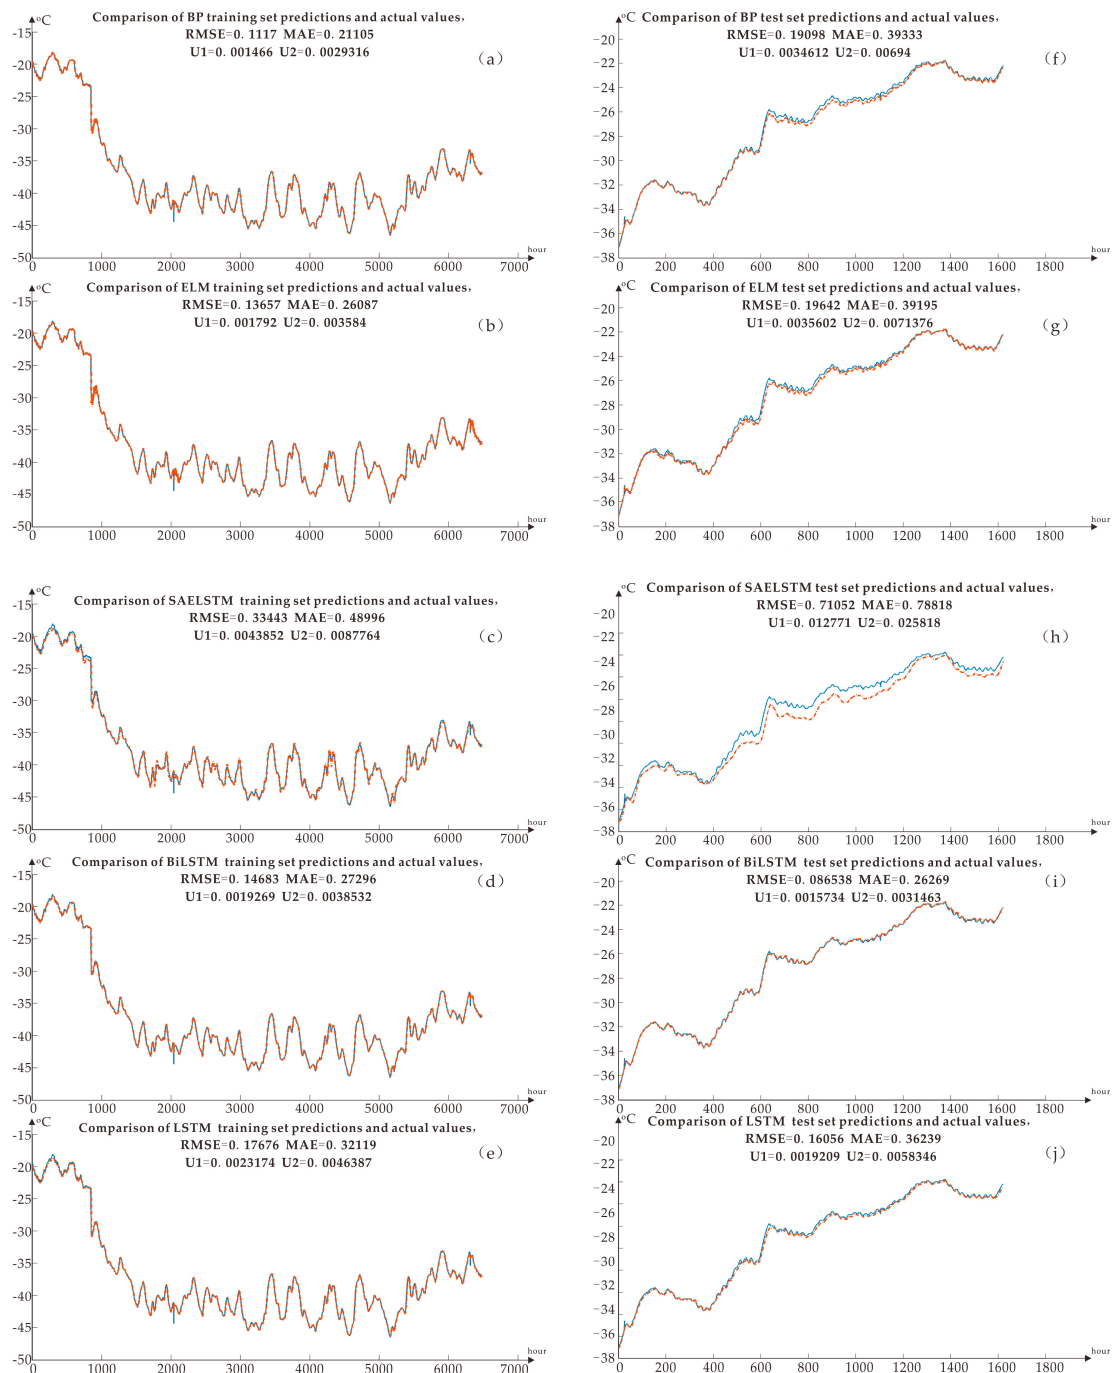 ºC
Comparison of BP training set predictions and actual values,
RMSE=0. 1117 MAE=0. 21105
U1=0. 001466 U2=0. 0029316
(a)
-15
-20
-25
-30
-35
-40
-45
-50
0 1000 2000 3000 4000 5000 6000 7000
hour
ºC
Comparison of BP test set predictions and actual values,
RMSE=0. 19098 MAE=0. 39333
U1=0. 0034612 U2=0. 00694
(f)
−20
−22
−24
−26
−28
−30
−32
−34
−36
−38
0 200 400 600 800 1000 1200 1400 1600 1800
hour
ºC
Comparison of ELM training set predictions and actual values,
RMSE=0. 13657 MAE=0. 26087
U1=0. 001792 U2=0. 003584
(b)
-15
-20
-25
-30
-35
-40
-45
-50
0 1000 2000 3000 4000 5000 6000 7000
hour
ºC
Comparison of ELM test set predictions and actual values,
RMSE=0. 19642 MAE=0. 39195
U1=0. 0035602 U2=0. 0071376
(g)
−20
−22
−24
−26
−28
−30
−32
−34
−36
−38
0 200 400 600 800 1000 1200 1400 1600 1800
hour
ºC
Comparison of SAELSTM training set predictions and actual values,
RMSE=0. 33443 MAE=0. 48996
U1=0. 0043852 U2=0. 0087764
(c)
-15
-20
-25
-30
-35
-40
-45
-50
0 1000 2000 3000 4000 5000 6000 7000
hour
ºC
Comparison of SAELSTM test set predictions and actual values,
RMSE=0. 71052 MAE=0. 78818
U1=0. 012771 U2=0. 025818
(h)
−20
−22
−24
−26
−28
−30
−32
−34
−36
−38
0 200 400 600 800 1000 1200 1400 1600 1800
hour
ºC
Comparison of BiLSTM training set predictions and actual values,
RMSE=0. 14683 MAE=0. 27296
U1=0. 0019269 U2=0. 0038532
(d)
-15
-20
-25
-30
-35
-40
-45
-50
0 1000 2000 3000 4000 5000 6000 7000
hour
ºC
Comparison of BiLSTM test set predictions and actual values,
RMSE=0. 086538 MAE=0. 26269
U1=0. 0015734 U2=0. 0031463
(i)
−20
−22
−24
−26
−28
−30
−32
−34
−36
−38
0 200 400 600 800 1000 1200 1400 1600 1800
hour
ºC
Comparison of LSTM training set predictions and actual values,
RMSE=0. 17676 MAE=0. 32119
U1=0. 0023174 U2=0. 0046387
(e)
-15
-20
-25
-30
-35
-40
-45
-50
0 1000 2000 3000 4000 5000 6000 7000
hour
ºC
Comparison of LSTM test set predictions and actual values,
RMSE=0. 16056 MAE=0. 36239
U1=0. 0019209 U2=0. 0058346
(j)
−20
−22
−24
−26
−28
−30
−32
−34
−36
−38
0 200 400 600 800 1000 1200 1400 1600 1800
hour